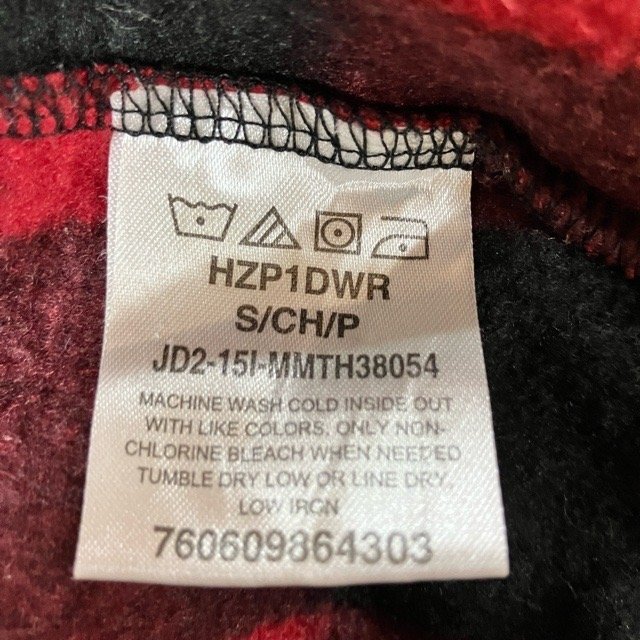 HZP1DWR
S/CH/P
JD2-15I-MMTH38054
MACHINE WASH COLD INSIDE OUT
WITH LIKE COLORS, ONLY NON-
CHLORINE BLEACH WHEN NEEDED
TUMBLE DRY LOW OR LINE DRY.
LOW IRON
760609864303